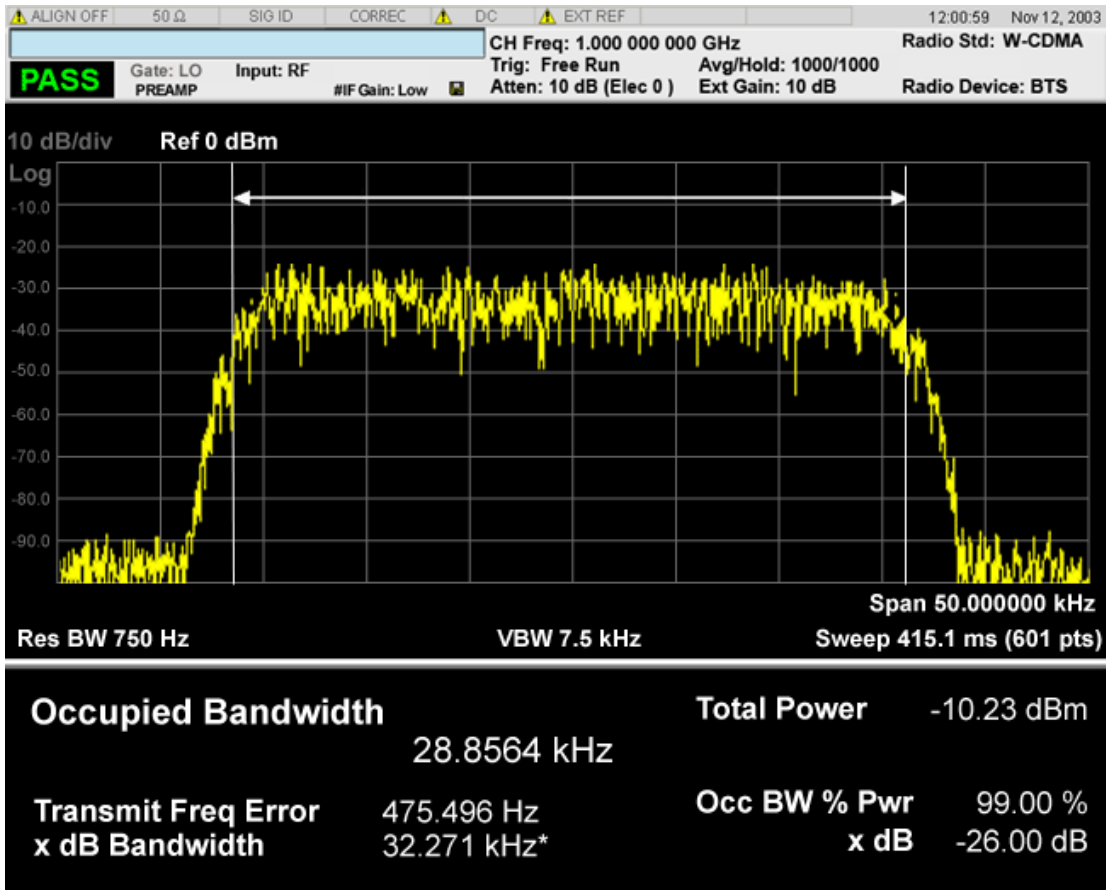 ALIGN OFF 50 Ω SIG ID CORREC DC EXT REF 12:00:59 Nov 12, 2003
CH Freq: 1.000 000 000 GHz Radio Std: W-CDMA
PASS Gate: LO Input: RF Trig: Free Run Avg/Hold: 1000/1000
PREAMP #IF Gain: Low Atten: 10 dB (Elec 0 ) Ext Gain: 10 dB Radio Device: BTS
10 dB/div Ref 0 dBm
Log
-10.0
-20.0
-30.0
-40.0
-50.0
-60.0
-70.0
-80.0
-90.0
Span 50.000000 kHz
Res BW 750 Hz VBW 7.5 kHz Sweep 415.1 ms (601 pts)
Occupied Bandwidth Total Power -10.23 dBm
28.8564 kHz
Transmit Freq Error 475.496 Hz Occ BW % Pwr 99.00 %
x dB Bandwidth 32.271 kHz* x dB -26.00 dB